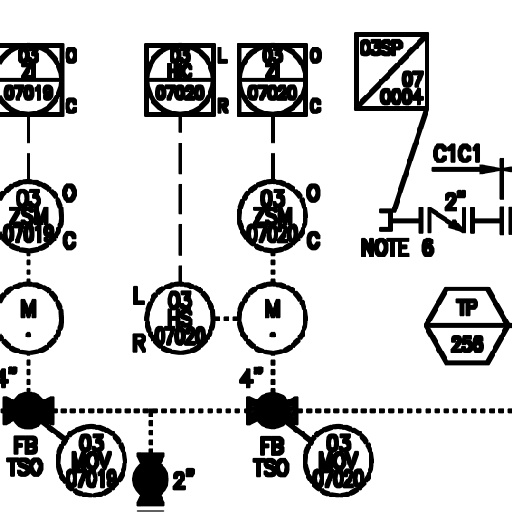 03
ZI
07019
O
C
03
HIC
07020
L
R
03
ZI
07020
O
C
03SP
07
0004
C1C1
2"
NOTE 6
03
ZSM
07019
O
C
03
ZSM
07020
O
C
M
L
R
03
HS
07020
M
TP
256
4"
4"
FB
TSO
03
MOV
07019
2"
FB
TSO
03
MOV
07020